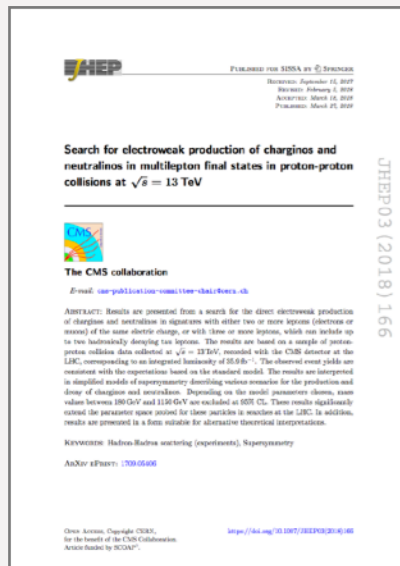 JHEP
Published for SISSA by Springer
Received: September 15, 2017
Revised: February 5, 2018
Accepted: March 18, 2018
Published: March 27, 2018
Search for electroweak production of charginos and
neutralinos in multilepton final states in proton-proton
collisions at √s = 13 TeV
CMS
The CMS collaboration
E-mail: cms-publication-committee-chair@cern.ch
Abstract: Results are presented from a search for the direct electroweak production
of charginos and neutralinos in signatures with either two or more leptons (electrons or
muons) of the same electric charge, or with three or more leptons, which can include up
to two hadronically decaying tau leptons. The results are based on a sample of proton-
proton collision data collected at √s = 13 TeV, recorded with the CMS detector at the
LHC, corresponding to an integrated luminosity of 35.9 fb⁻¹. The observed event yields are
consistent with the expectations based on the standard model. The results are interpreted
in simplified models of supersymmetry describing various scenarios for the production and
decay of charginos and neutralinos. Depending on the model parameters chosen, mass
values between 180 GeV and 1150 GeV are excluded at 95% CL. These results significantly
extend the parameter space probed for these particles in searches at the LHC. In addition,
results are presented in a form suitable for alternative theoretical interpretations.
Keywords: Hadron-Hadron scattering (experiments), Supersymmetry
ArXiv ePrint: 1709.05406
Open Access, Copyright CERN,
for the benefit of the CMS Collaboration.
Article funded by SCOAP³.
https://doi.org/10.1007/JHEP03(2018)166
JHEP03(2018)166